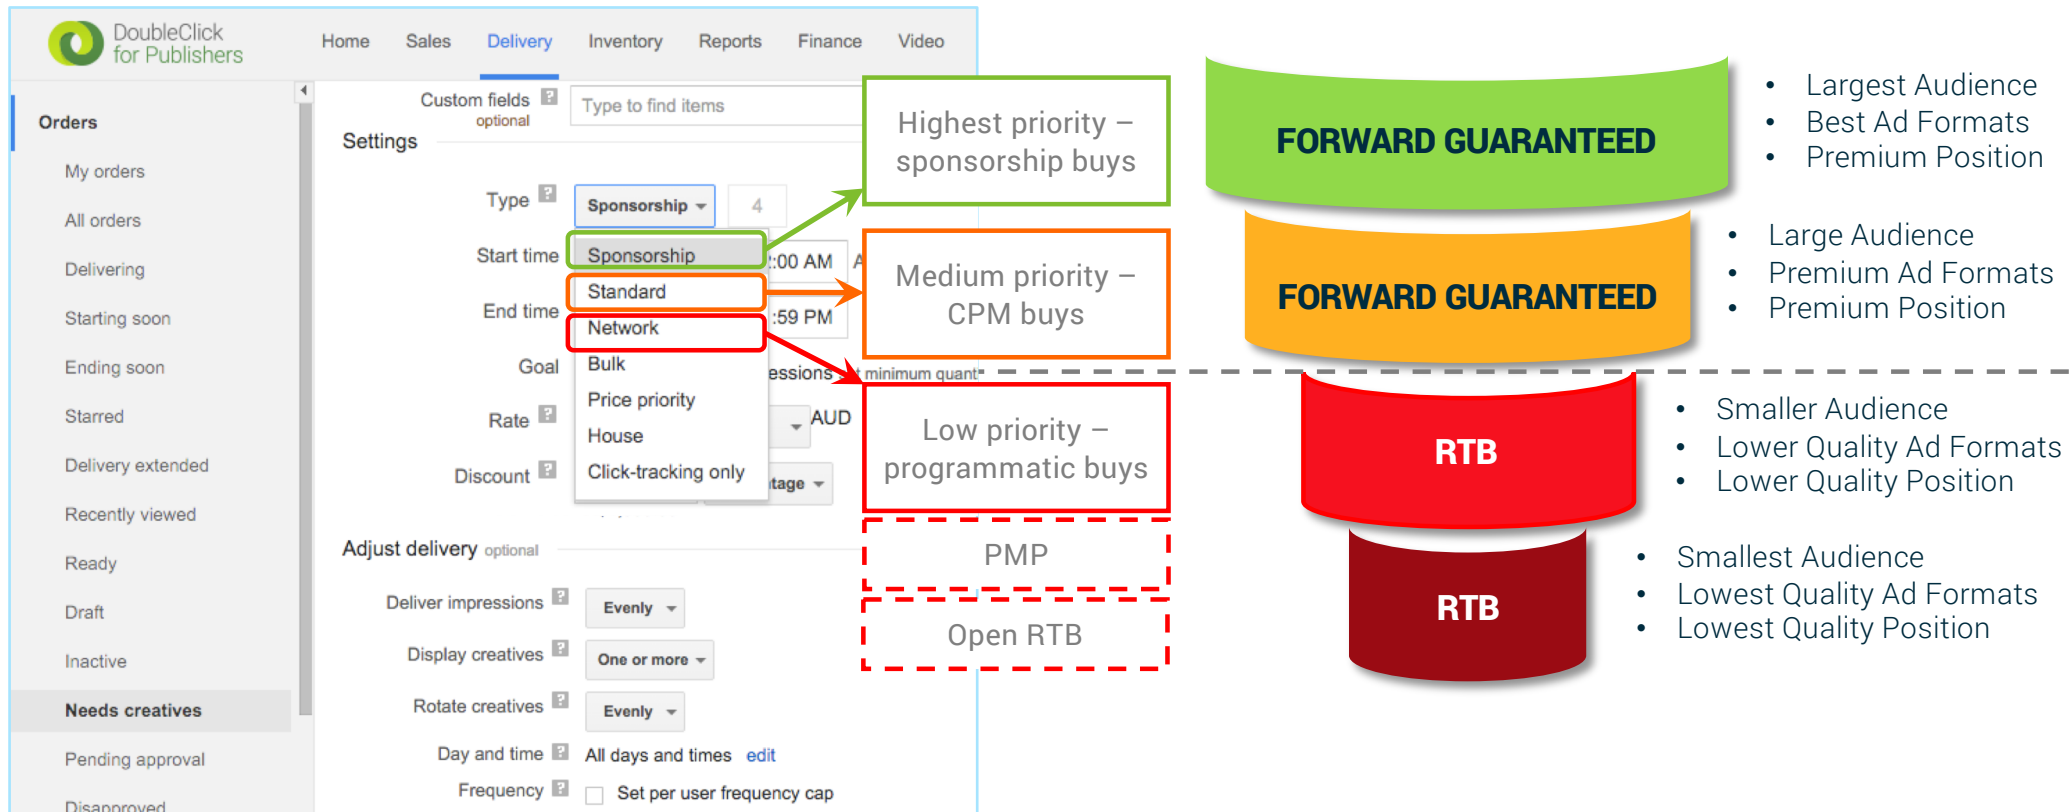 DoubleClick
for Publishers
Home Sales Delivery Inventory Reports Finance Video
Orders
My orders
All orders
Delivering
Starting soon
Ending soon
Starred
Delivery extended
Recently viewed
Ready
Draft
Inactive
Needs creatives
Pending approval
Disapproved
Custom fields ? Type to find items
optional
Settings
Type ? Sponsorship 4
Start time :00 AM A
End time :59 PM
Goal essions t minimum quant
Rate ? AUD
Discount ? tage
Sponsorship
Standard
Network
Bulk
Price priority
House
Click-tracking only
Adjust delivery optional
Deliver impressions ? Evenly
Display creatives ? One or more
Rotate creatives ? Evenly
Day and time ? All days and times edit
Frequency ? Set per user frequency cap
Highest priority –
sponsorship buys
Medium priority –
CPM buys
Low priority –
programmatic buys
PMP
Open RTB
FORWARD GUARANTEED
• Largest Audience
• Best Ad Formats
• Premium Position
FORWARD GUARANTEED
• Large Audience
• Premium Ad Formats
• Premium Position
RTB
• Smaller Audience
• Lower Quality Ad Formats
• Lower Quality Position
RTB
• Smallest Audience
• Lowest Quality Ad Formats
• Lowest Quality Position